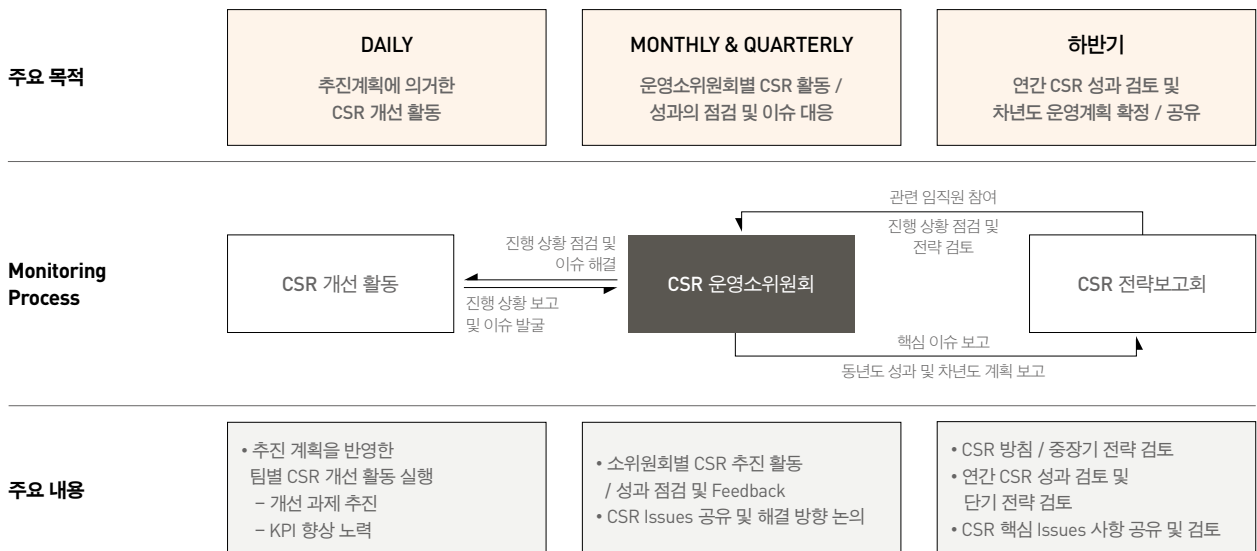 주요 목적
DAILY
추진계획에 의거한
CSR 개선 활동
MONTHLY & QUARTERLY
운영소위원회별 CSR 활동 /
성과의 점검 및 이슈 대응
하반기
연간 CSR 성과 검토 및
차년도 운영계획 확정 / 공유
Monitoring
Process
CSR 개선 활동
진행 상황 점검 및
이슈 해결
진행 상황 보고
및 이슈 발굴
CSR 운영소위원회
관련 임직원 참여
진행 상황 점검 및
전략 검토
핵심 이슈 보고
동년도 성과 및 차년도 계획 보고
CSR 전략보고회
주요 내용
• 추진 계획을 반영한
팀별 CSR 개선 활동 실행
– 개선 과제 추진
– KPI 향상 노력
• 소위원회별 CSR 추진 활동
/ 성과 점검 및 Feedback
• CSR Issues 공유 및 해결 방향 논의
• CSR 방침 / 중장기 전략 검토
• 연간 CSR 성과 검토 및
단기 전략 검토
• CSR 핵심 Issues 사항 공유 및 검토